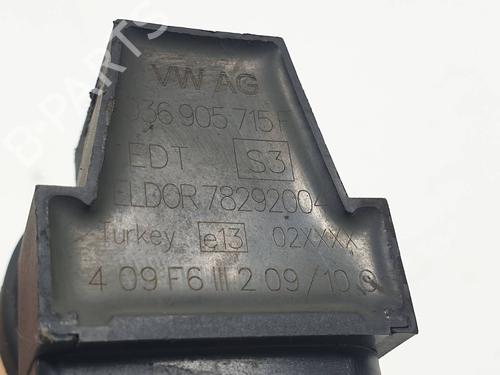 VW AG
036 905 715 F
EDT S3
ELDOR 78292004
Turkey e13 02XXXX
4 09 F6 III 2 09/10
B-PARTS